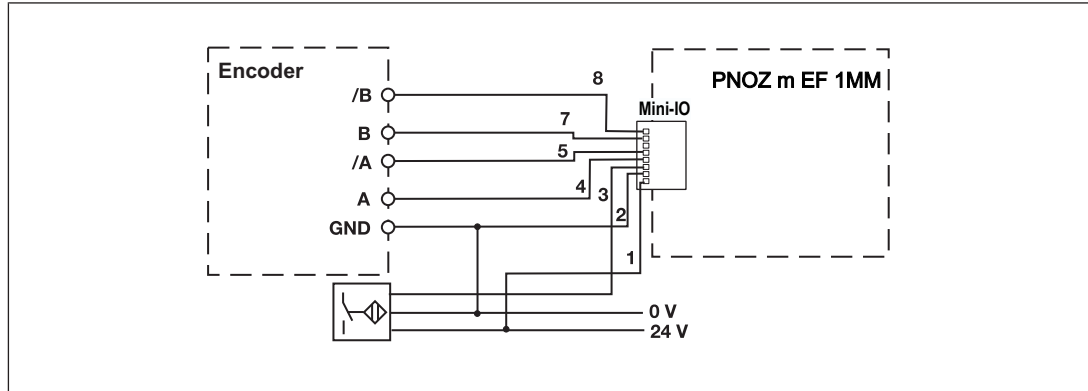 Encoder
PNOZ m EF 1MM
Mini-IO
/B
8
B
7
/A
5
A
4
3
GND
2
1
0 V
24 V